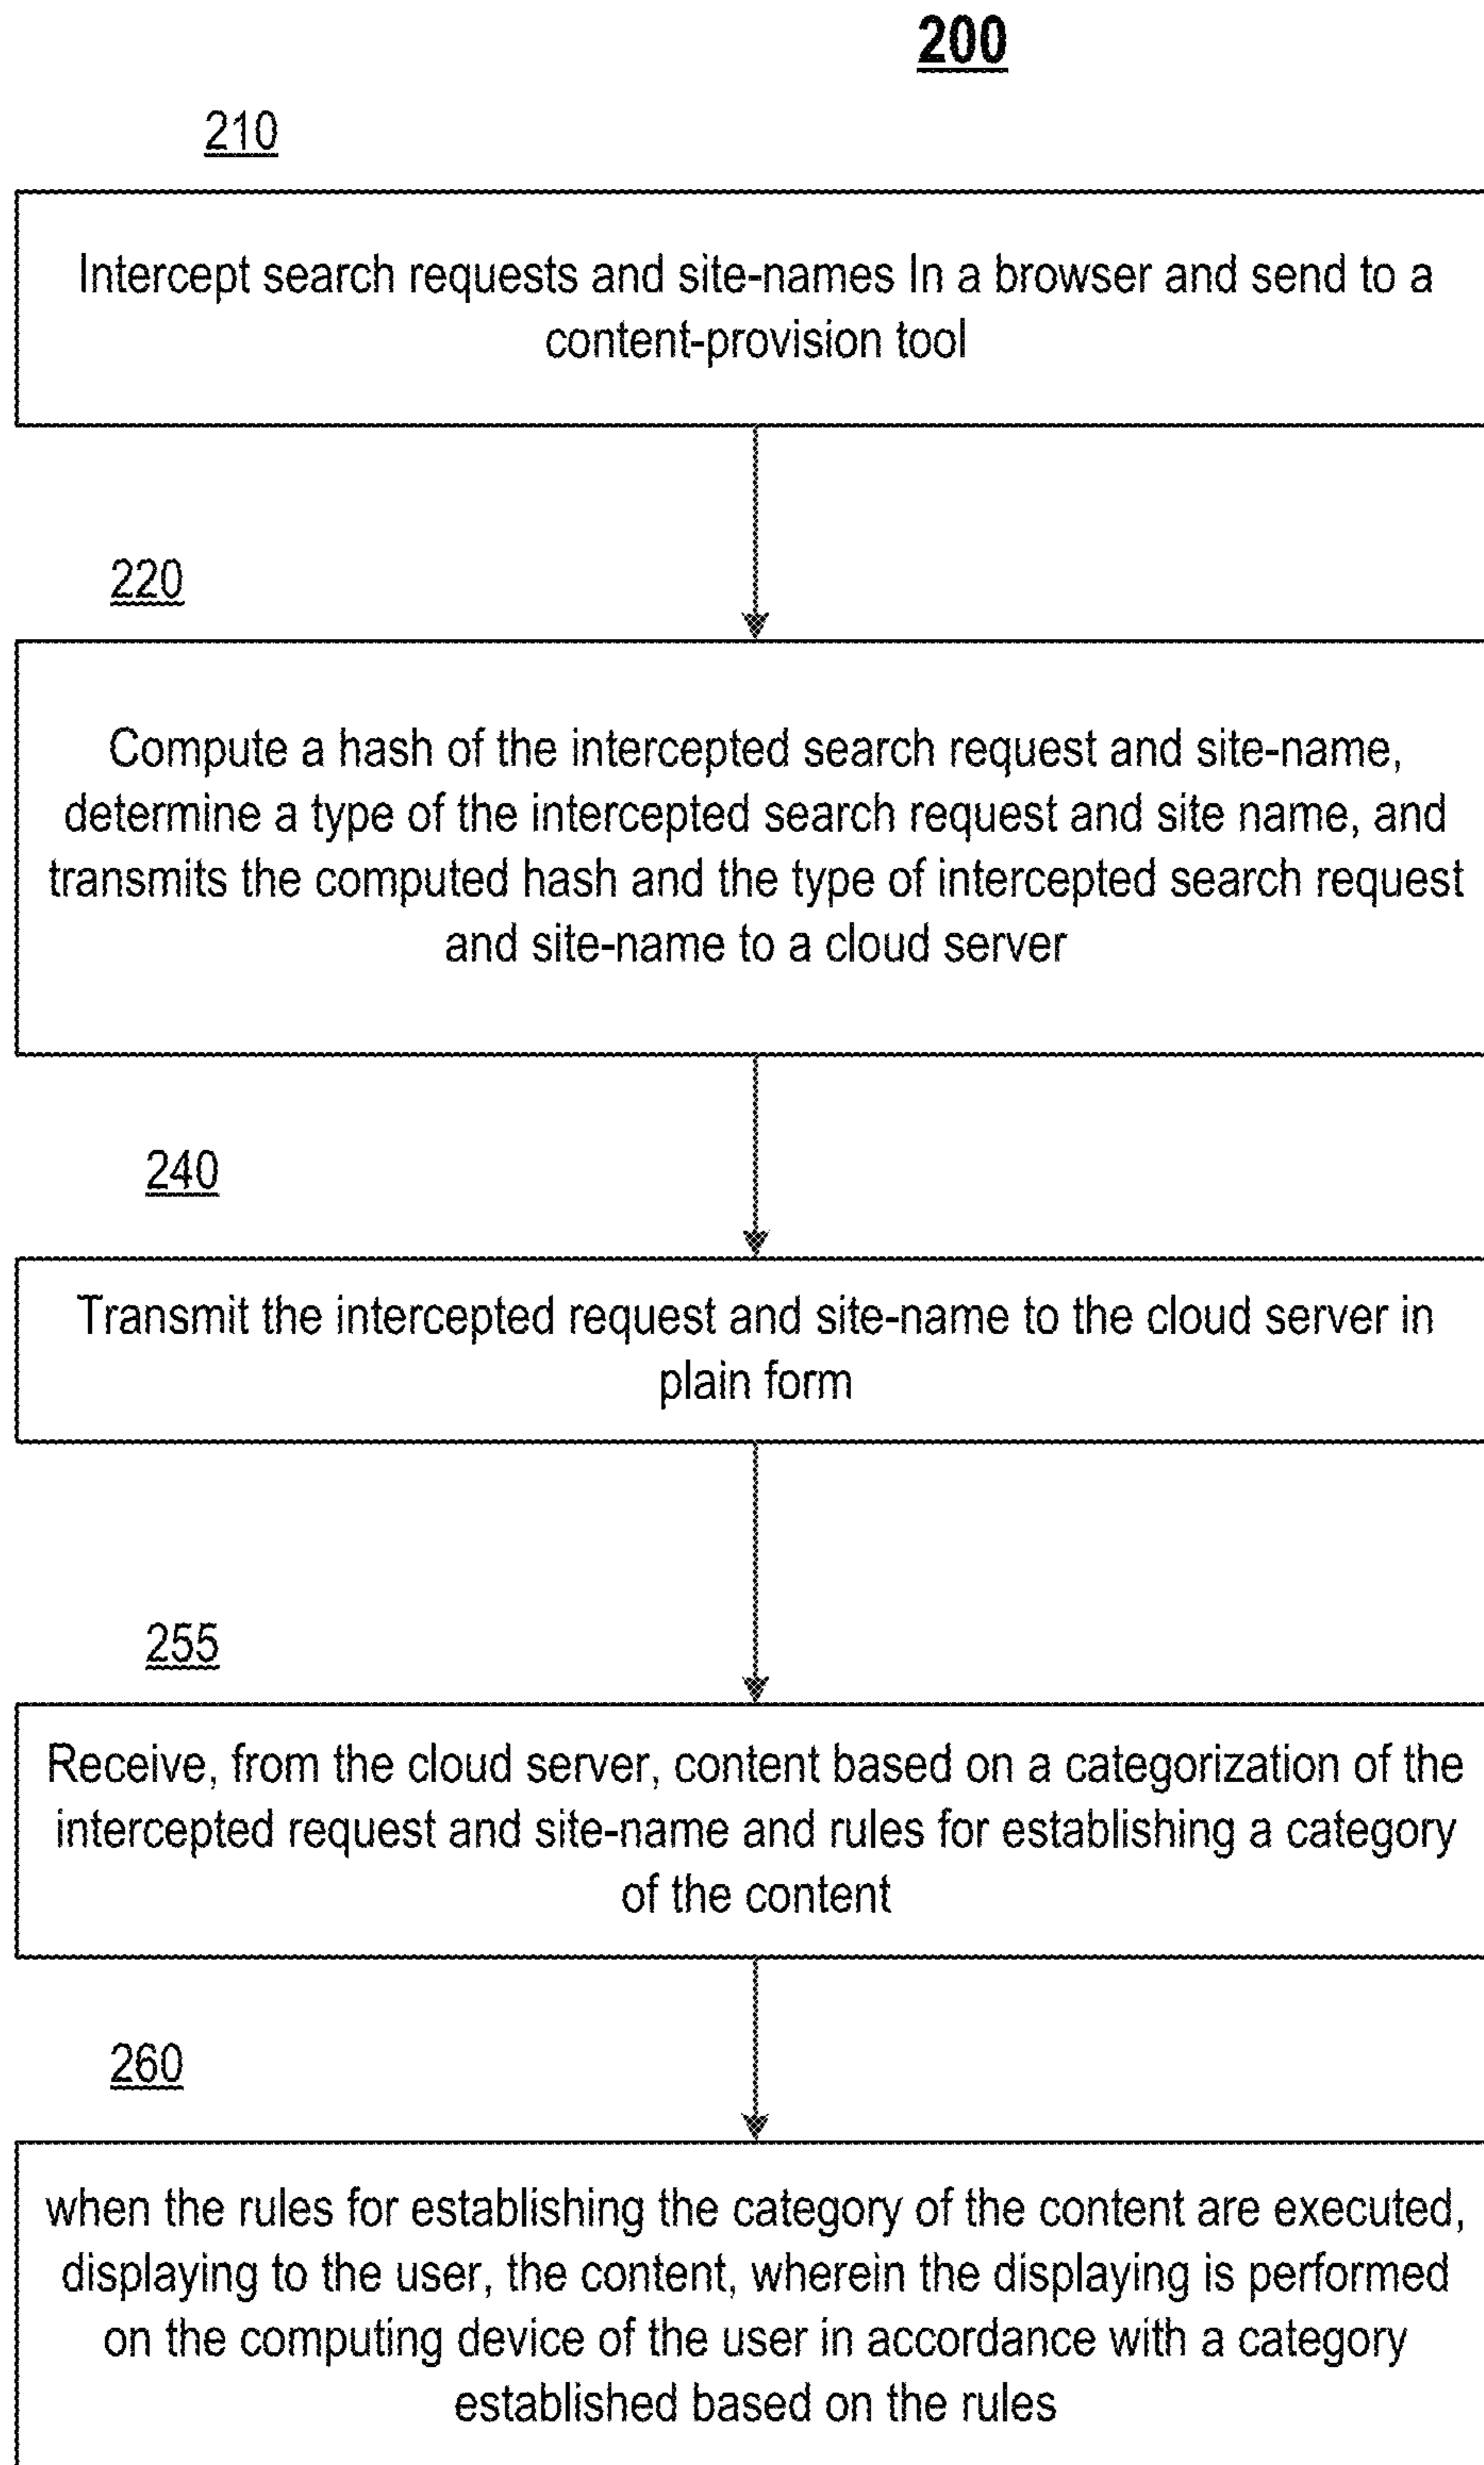 200
210
Intercept search requests and site-names In a browser and send to a
content-provision tool
220
Compute a hash of the intercepted search request and site-name,
determine a type of the intercepted search request and site name, and
transmits the computed hash and the type of intercepted search request
and site-name to a cloud server
240
Transmit the intercepted request and site-name to the cloud server in
plain form
255
Receive, from the cloud server, content based on a categorization of the
intercepted request and site-name and rules for establishing a category
of the content
260
when the rules for establishing the category of the content are executed,
displaying to the user, the content, wherein the displaying is performed
on the computing device of the user in accordance with a category
established based on the rules